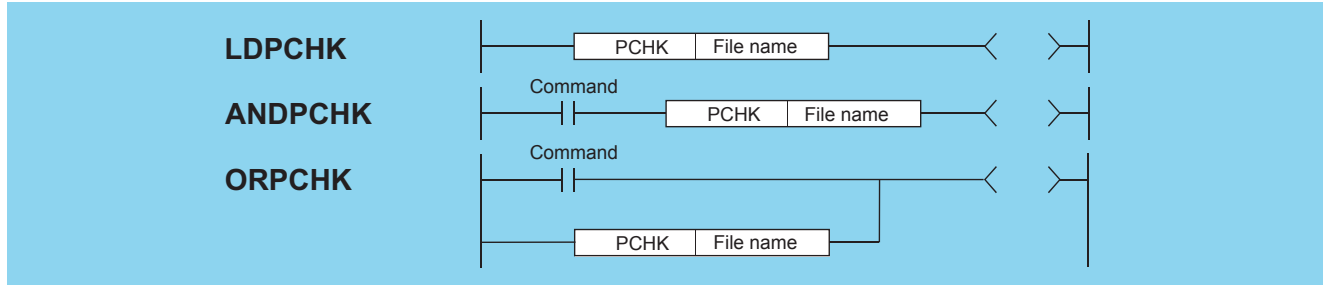 LDPCHK
PCHK File name
Command
ANDPCHK
PCHK File name
Command
ORPCHK
PCHK File name